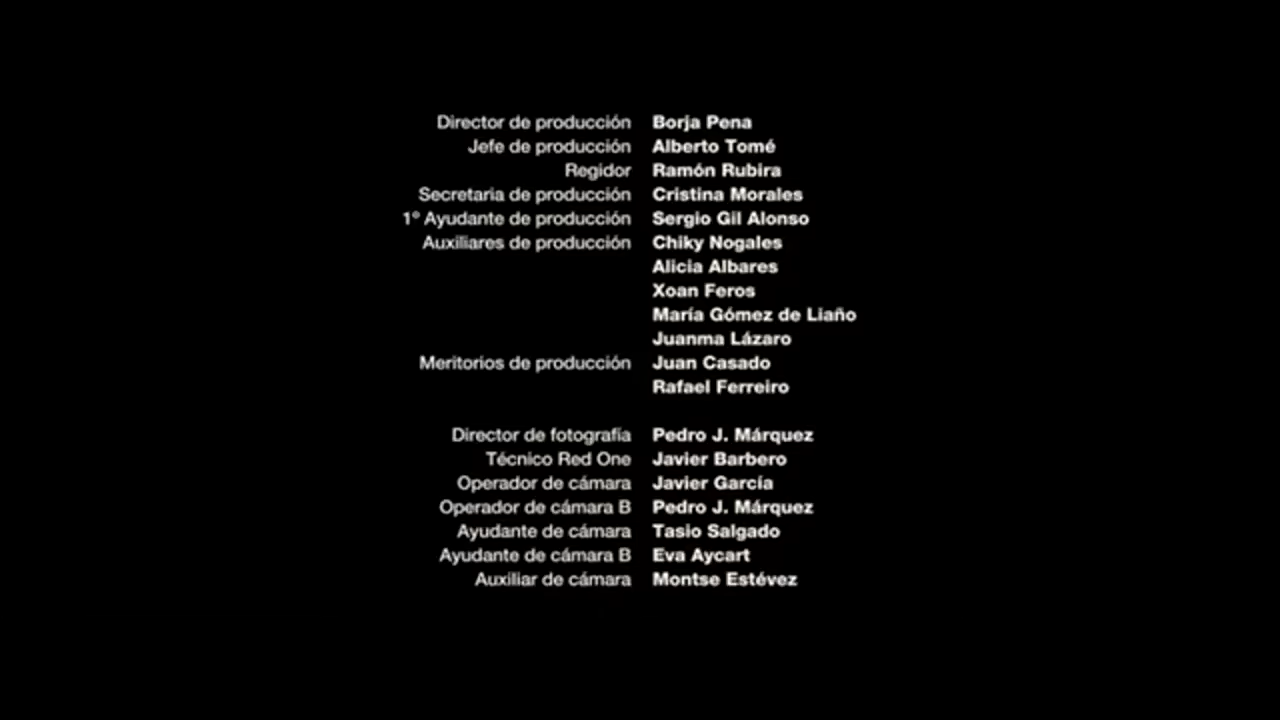 Director de producción Borja Pena
Jefe de producción Alberto Tomé
Regidor Ramón Rubira
Secretaria de producción Cristina Morales
1º Ayudante de producción Sergio Gil Alonso
Auxiliares de producción Chiky Nogales
Alicia Albares
Xoan Feros
María Gómez de Liaño
Juanma Lázaro
Meritorios de producción Juan Casado
Rafael Ferreiro
Director de fotografía Pedro J. Márquez
Técnico Red One Javier Barbero
Operador de cámara Javier García
Operador de cámara B Pedro J. Márquez
Ayudante de cámara Tasio Salgado
Ayudante de cámara B Eva Aycart
Auxiliar de cámara Montse Estévez